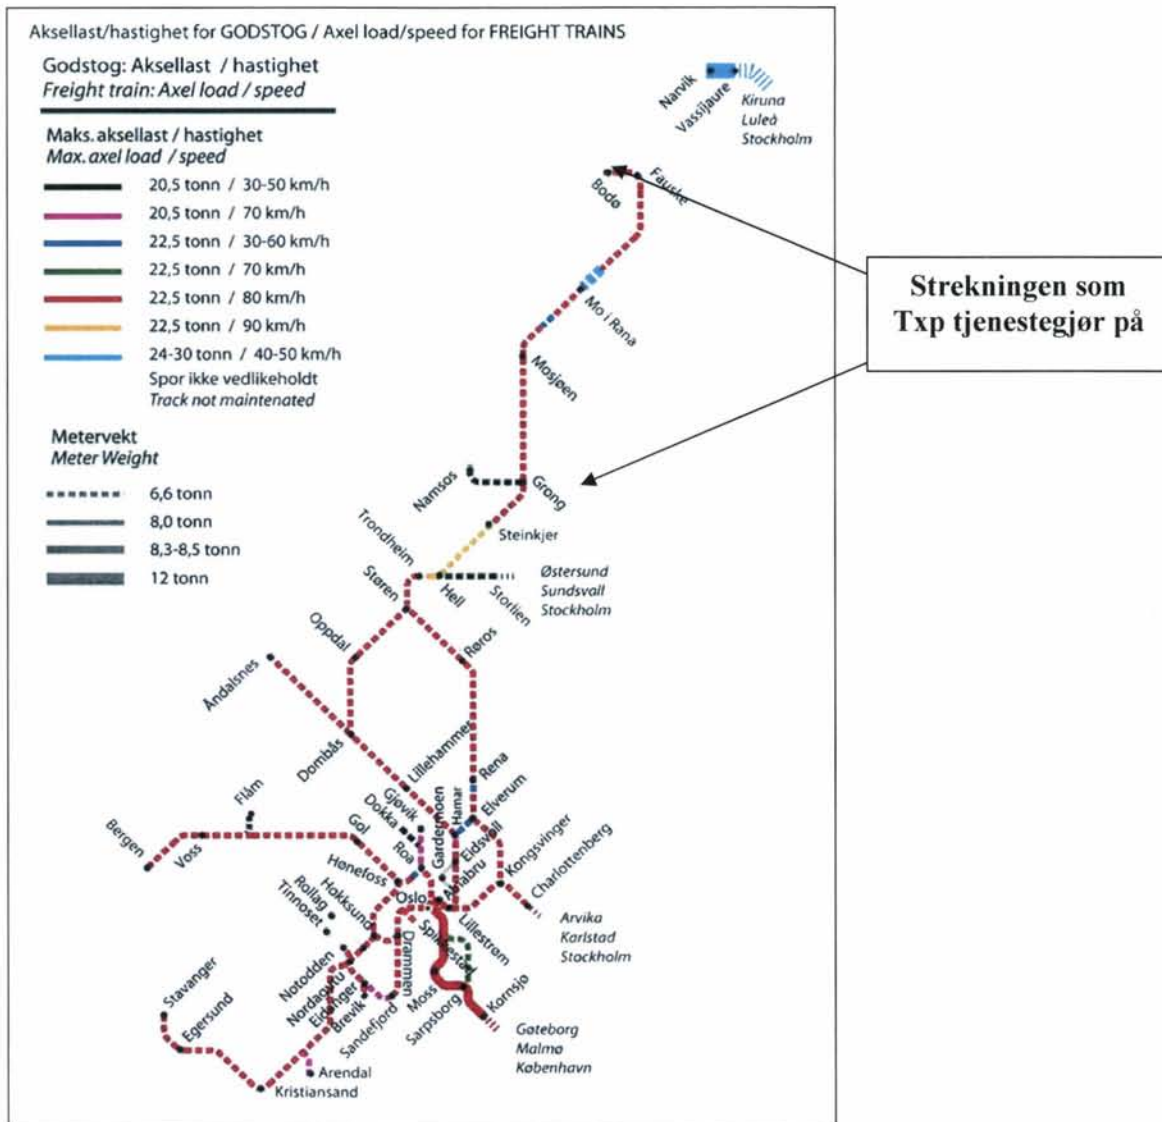 Aksellast/hastighet for GODSTOG / Axel load/speed for FREIGHT TRAINS
Godstog: Aksellast / hastighet
Freight train: Axel load / speed
Maks. aksellast / hastighet
Max. axel load / speed
20,5 tonn / 30-50 km/h
20,5 tonn / 70 km/h
22,5 tonn / 30-60 km/h
22,5 tonn / 70 km/h
22,5 tonn / 80 km/h
22,5 tonn / 90 km/h
24-30 tonn / 40-50 km/h
Spor ikke vedlikeholdt
Track not maintenated
Metervekt
Meter Weight
6,6 tonn
8,0 tonn
8,3-8,5 tonn
12 tonn
Narvik
Vassijaure
Kiruna
Luleå
Stockholm
Bodø
Fauske
Strekningen som
Txp tjenestegjør på
Mo i Rana
Mosjøen
Namsos
Grong
Steinkjer
Trondheim
Hell
Storlien
Østersund
Sundsvall
Stockholm
Støren
Oppdal
Røros
Åndalsnes
Dombås
Lillehammer
Rena
Elverum
Hamar
Gardermoen
Eidsvoll
Gjøvik
Dokka
Roa
Flåm
Bergen
Voss
Gol
Hønefoss
Hokksund
Rollag
Tinnoset
Oslo
Alnabru
Lillestrøm
Kongsvinger
Charlottenberg
Arvika
Karlstad
Stockholm
Spikkestad
Drammen
Notodden
Nordagutu
Eidanger
Brevik
Sandefjord
Moss
Sarpsborg
Kornsjø
Gøteborg
Malmø
København
Stavanger
Egersund
Kristiansand
Arendal